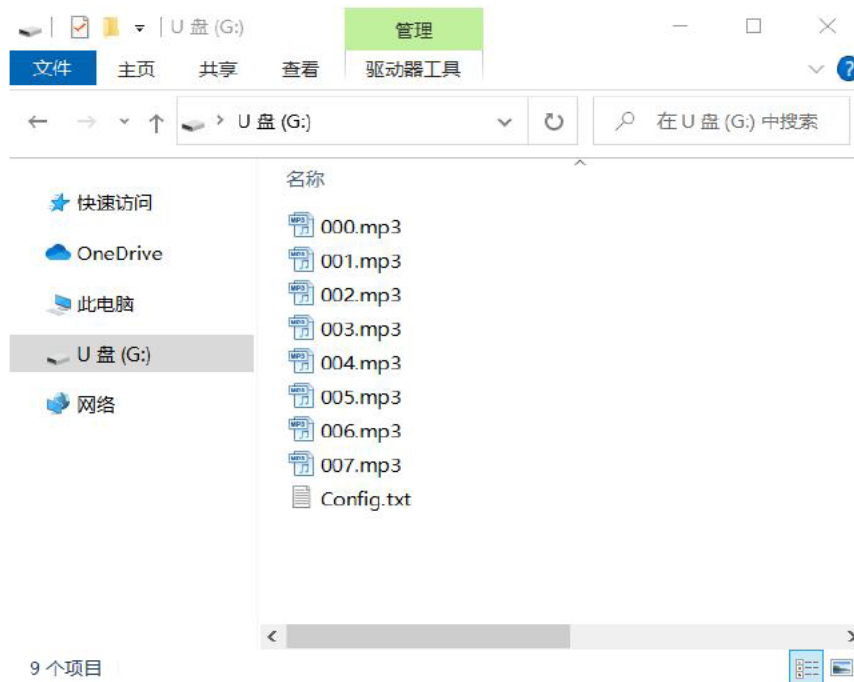 U 盘 (G:)
管理
文件
主页
共享
查看
驱动器工具
?
U 盘 (G:)
在 U 盘 (G:) 中搜索
快速访问
OneDrive
此电脑
U 盘 (G:)
网络
名称
000.mp3
001.mp3
002.mp3
003.mp3
004.mp3
005.mp3
006.mp3
007.mp3
Config.txt
9 个项目